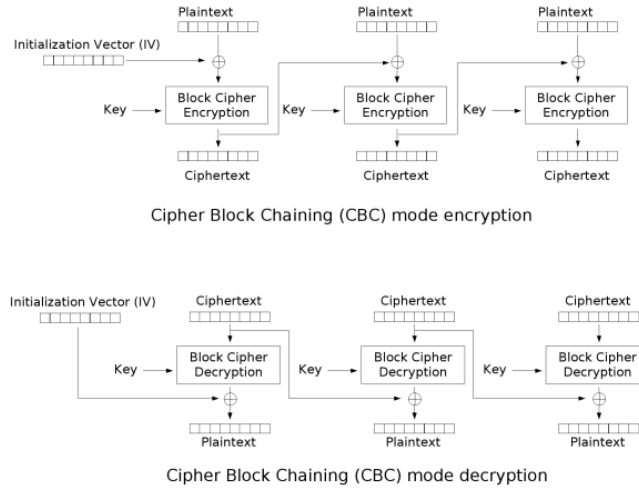 Plaintext Plaintext Plaintext
Initialization Vector (IV)
Key Block Cipher Encryption Key Block Cipher Encryption Key Block Cipher Encryption
Ciphertext Ciphertext Ciphertext
Cipher Block Chaining (CBC) mode encryption
Initialization Vector (IV) Ciphertext Ciphertext Ciphertext
Key Block Cipher Decryption Key Block Cipher Decryption Key Block Cipher Decryption
Plaintext Plaintext Plaintext
Cipher Block Chaining (CBC) mode decryption